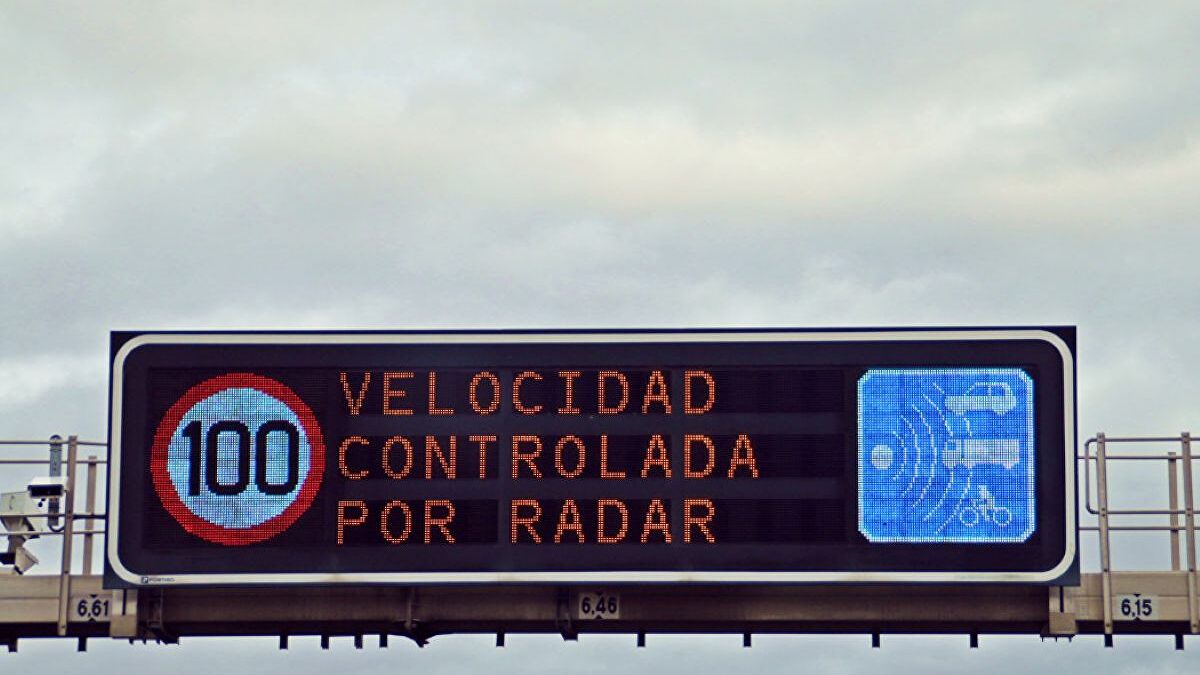 100
VELOCIDAD
CONTROLADA
POR RADAR
6,61
6,46
6,15